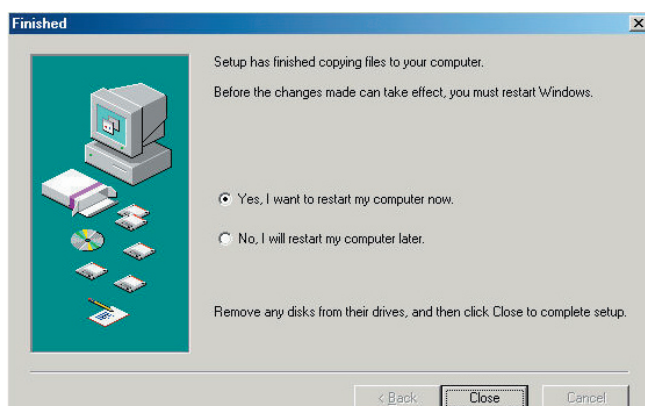 Finished
Setup has finished copying files to your computer.
Before the changes made can take effect, you must restart Windows.
Yes, I want to restart my computer now.
No, I will restart my computer later.
Remove any disks from their drives, and then click Close to complete setup.
< Back Close Cancel